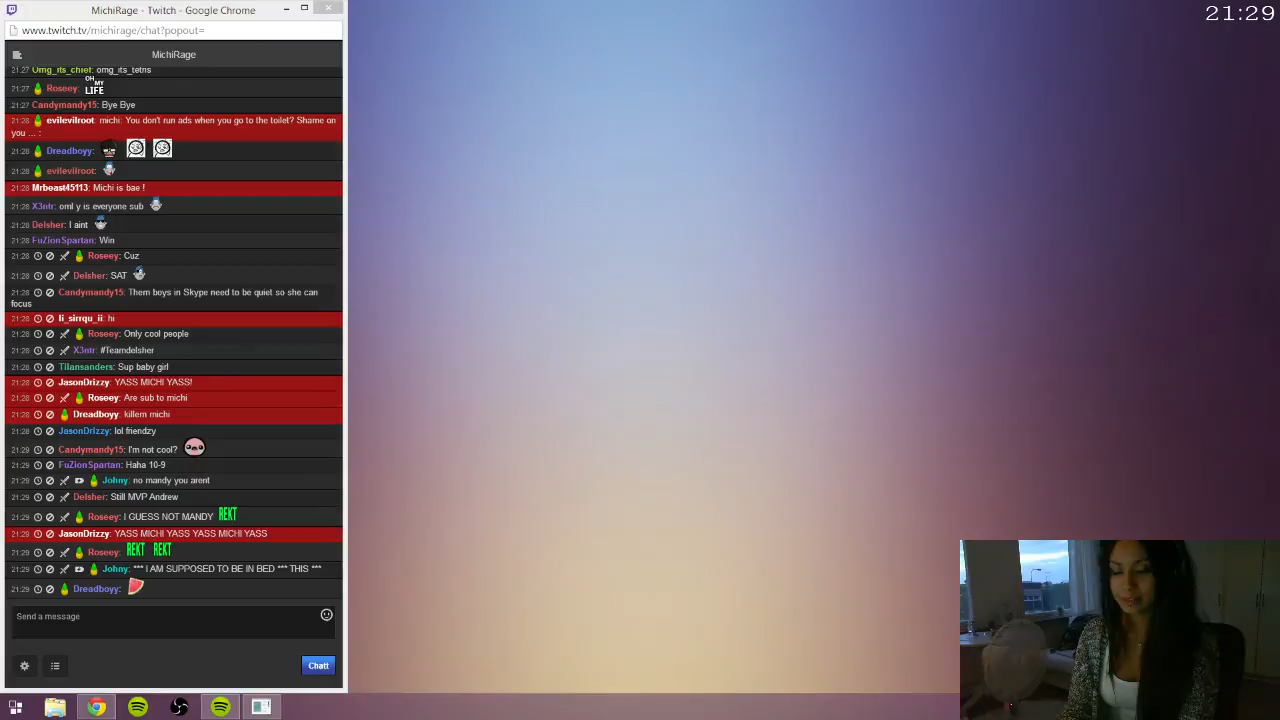 MichiRage - Twitch - Google Chrome
21:29
www.twitch.tv/michirage/chat?popout=
MichiRage
21:27 Omg_its_chief: omg_its_tetris
21:27 Roseey: OH MY LIFE
21:27 Candymandy15: Bye Bye
21:28 evilevilroot: michi: You don't run ads when you go to the toilet? Shame on
you ... :
21:28 Dreadboyy:
21:28 evilevilroot:
21:28 Mrbeast45113: Michi is bae !
21:28 X3ntr: oml y is everyone sub
21:28 Delsher: I aint
21:28 FuZionSpartan: Win
21:28 Roseey: Cuz
21:28 Delsher: SAT
21:28 Candymandy15: Them boys in Skype need to be quiet so she can
focus
21:28 Ii_sirrqu_ii: hi
21:28 Roseey: Only cool people
21:28 X3ntr: #Teamdelsher
21:28 Tilansanders: Sup baby girl
21:28 JasonDrizzy: YASS MICHI YASS!
21:28 Roseey: Are sub to michi
21:28 Dreadboyy: killem michi
21:28 JasonDrizzy: lol friendzy
21:29 Candymandy15: I'm not cool?
21:29 FuZionSpartan: Haha 10-9
21:29 Johny: no mandy you arent
21:29 Delsher: Still MVP Andrew
21:29 Roseey: I GUESS NOT MANDY REKT
21:29 JasonDrizzy: YASS MICHI YASS YASS MICHI YASS
21:29 Roseey: REKT REKT
21:29 Johny: *** I AM SUPPOSED TO BE IN BED *** THIS ***
21:29 Dreadboyy:
Send a message
Chatt